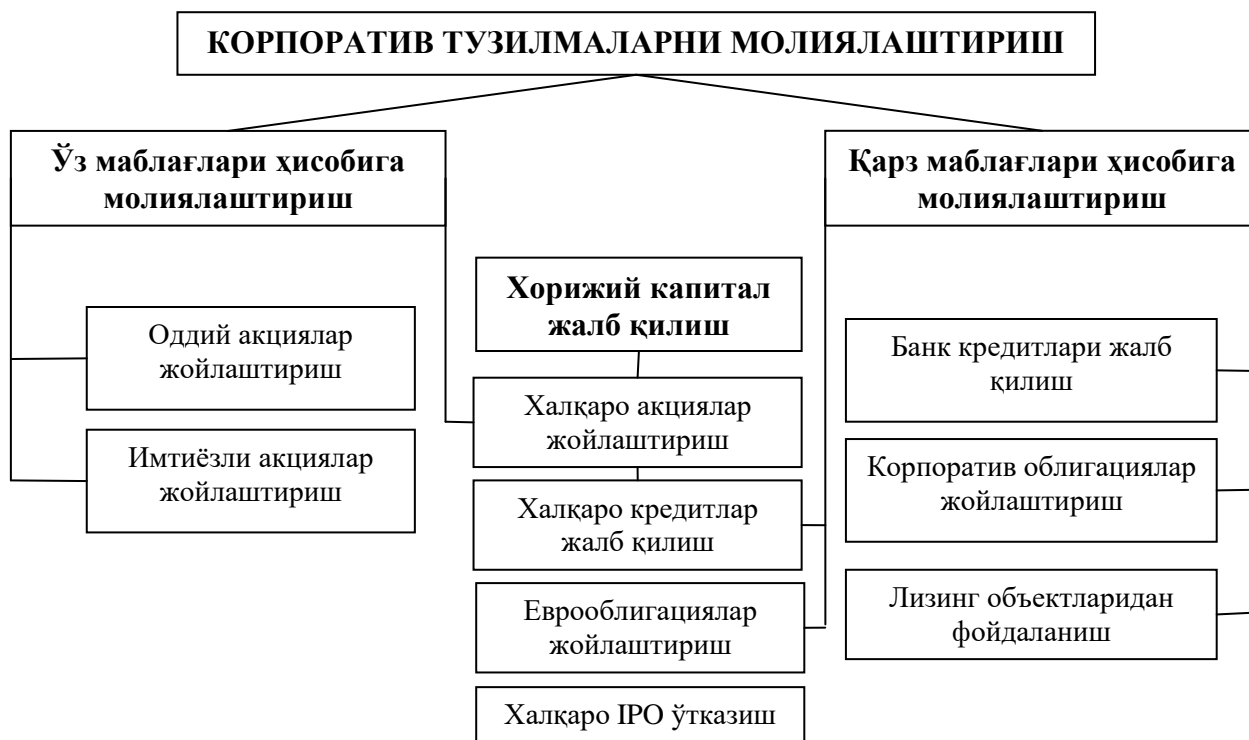 КОРПОРАТИВ ТУЗИЛМАЛАРНИ МОЛИЯЛАШТИРИШ
Ўз маблағлари ҳисобига
молиялаштириш
Қарз маблағлари ҳисобига
молиялаштириш
Хорижий капитал
жалб қилиш
Оддий акциялар
жойлаштириш
Имтиёзли акциялар
жойлаштириш
Халқаро акциялар
жойлаштириш
Халқаро кредитлар
жалб қилиш
Еврооблигациялар
жойлаштириш
Халқаро IPO ўтказиш
Банк кредитлари жалб
қилиш
Корпоратив облигациялар
жойлаштириш
Лизинг объектларидан
фойдаланиш